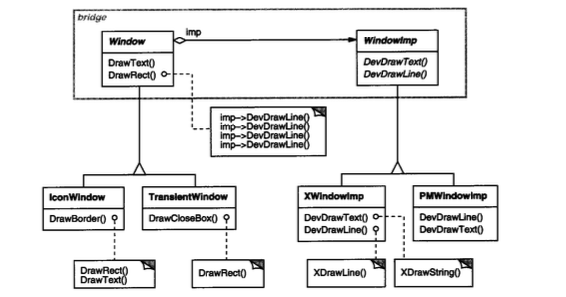 bridge
Window
imp
WindowImp
DrawText()
DrawRect()
DevDrawText()
DevDrawLine()
imp->DevDrawLine()
imp->DevDrawLine()
imp->DevDrawLine()
imp->DevDrawLine()
IconWindow
DrawBorder()
TransientWindow
DrawCloseBox()
XWindowImp
DevDrawText()
DevDrawLine()
PMWindowImp
DevDrawLine()
DevDrawText()
DrawRect()
DrawText()
DrawRect()
XDrawLine()
XDrawString()